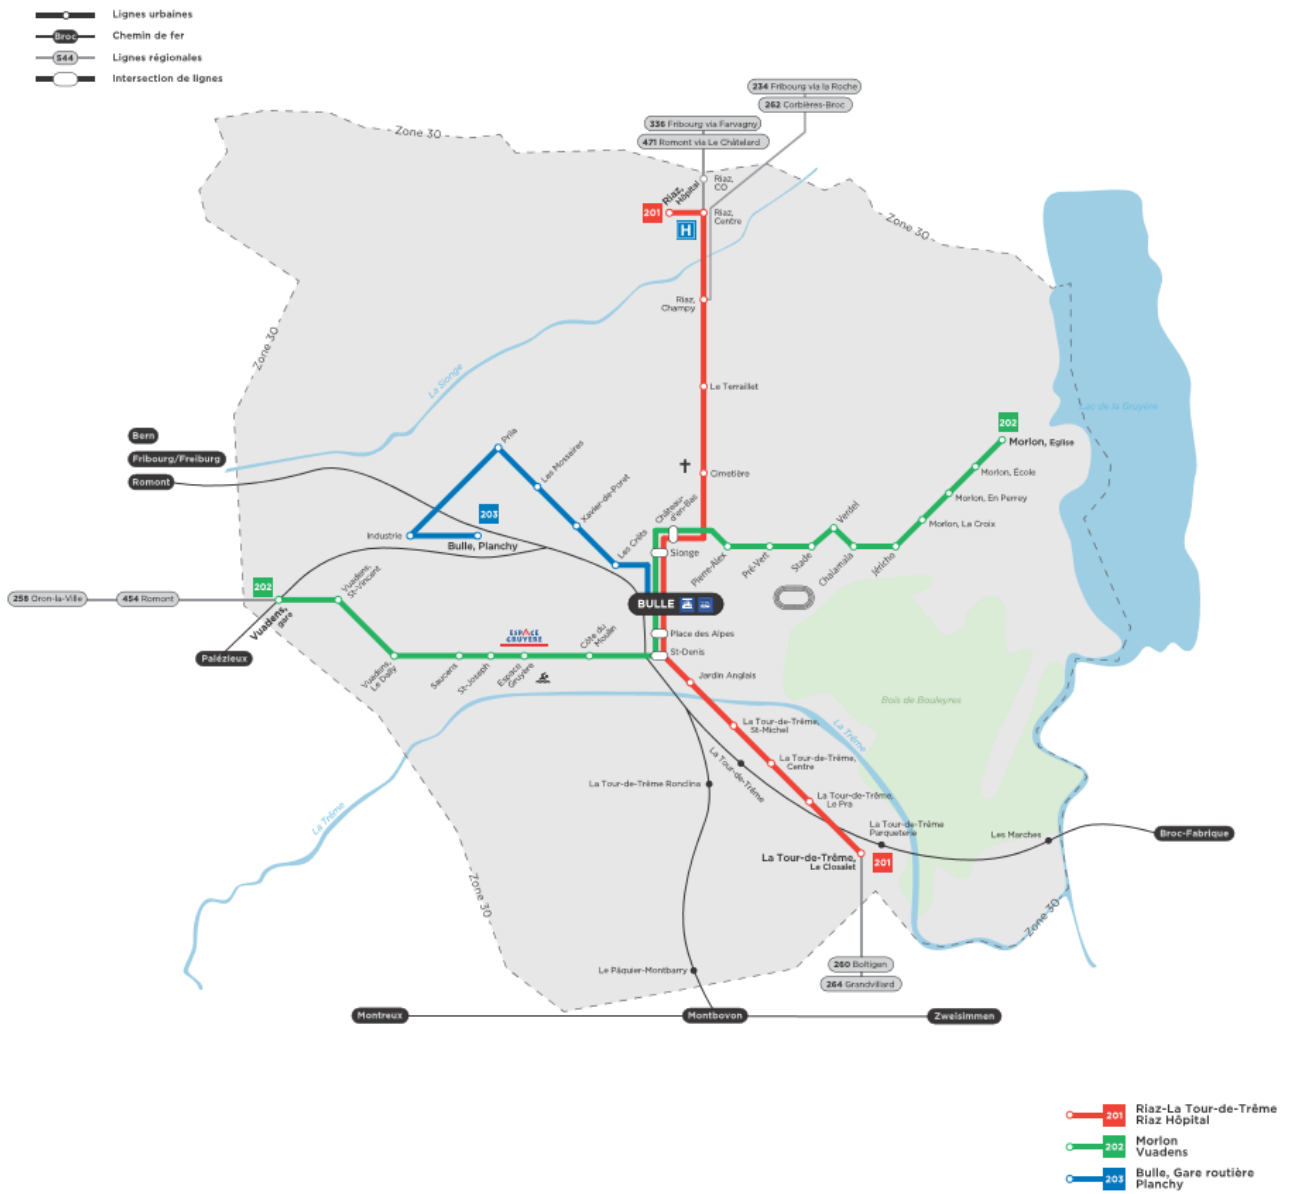 Lignes urbaines
Broc
Chemin de fer
544
Lignes régionales
Intersection de lignes
234 Fribourg via la Roche
262 Corbières-Broc
336 Fribourg via Farvagny
471 Romont via Le Châtelard
Zone 30
Zone 30
Zone 30
Riaz,
Hôpital
Riaz,
CO
201
Riaz,
Centre
H
Riaz,
Champy
La Sionge
Le Terraillet
Lac de la Gruyère
202
Morlon, Eglise
Bern
Fribourg/Freiburg
Romont
Prila
Les Mosseires
Xavier-de-Poret
Cimetière
Morlon, École
Morlon, En Perrey
Morlon, La Croix
203
Industrie
Bulle, Planchy
Les Crêts
Château-
d'en-Bas
Sionge
Pierre-Alex
Pré-Vert
Stade
Verdel
Chalamala
Jéricho
202
Vuadens,
St-Vincent
258 Oron-la-Ville
454 Romont
Vuadens,
gare
Palézieux
BULLE
Place des Alpes
St-Denis
ESPACE
GRUYERE
Côte du
Moulin
Vuadens,
Le Dally
Saucens
St-Joseph
Espace
Gruyère
Jardin Anglais
Bois de Bouleyres
La Trême
La Tour-de-Trême,
St-Michel
La Tour-de-Trême,
Centre
La Tour-de-Trême
La Tour-de-Trême Ronclina
La Tour-de-Trême,
Le Pra
La Trême
La Tour-de-Trême
Parqueterie
Les Marches
Broc-Fabrique
La Tour-de-Trême,
Le Closalet
201
Zone 30
Zone 30
260 Boltigen
264 Grandvillard
Le Pâquier-Montbarry
Montreux
Montbovon
Zweisimmen
201
Riaz-La Tour-de-Trême
Riaz Hôpital
202
Morlon
Vuadens
203
Bulle, Gare routière
Planchy